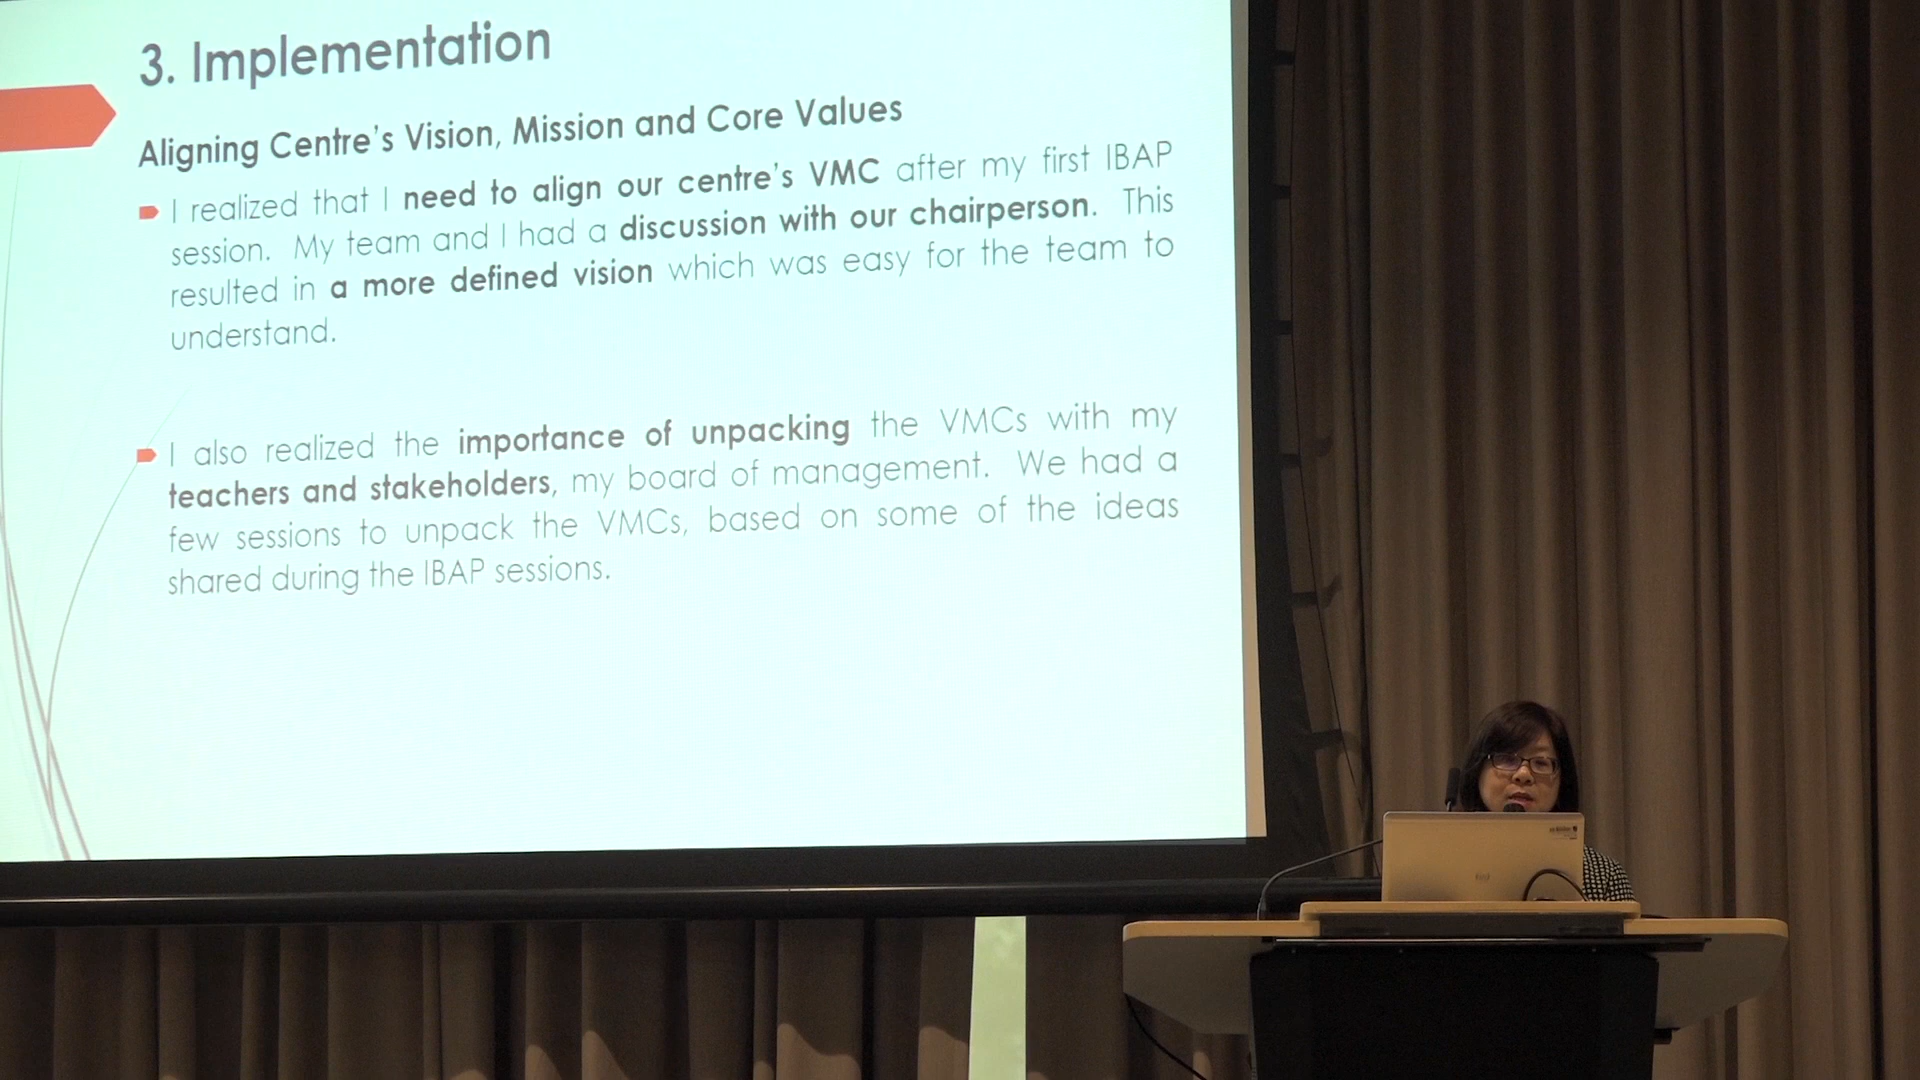 3. Implementation
Aligning Centre's Vision, Mission and Core Values
I realized that I need to align our centre's VMC after my first IBAP
session. My team and I had a discussion with our chairperson. This
resulted in a more defined vision which was easy for the team to
understand.
I also realized the importance of unpacking the VMCs with my
teachers and stakeholders, my board of management. We had a
few sessions to unpack the VMCs, based on some of the ideas
shared during the IBAP sessions.